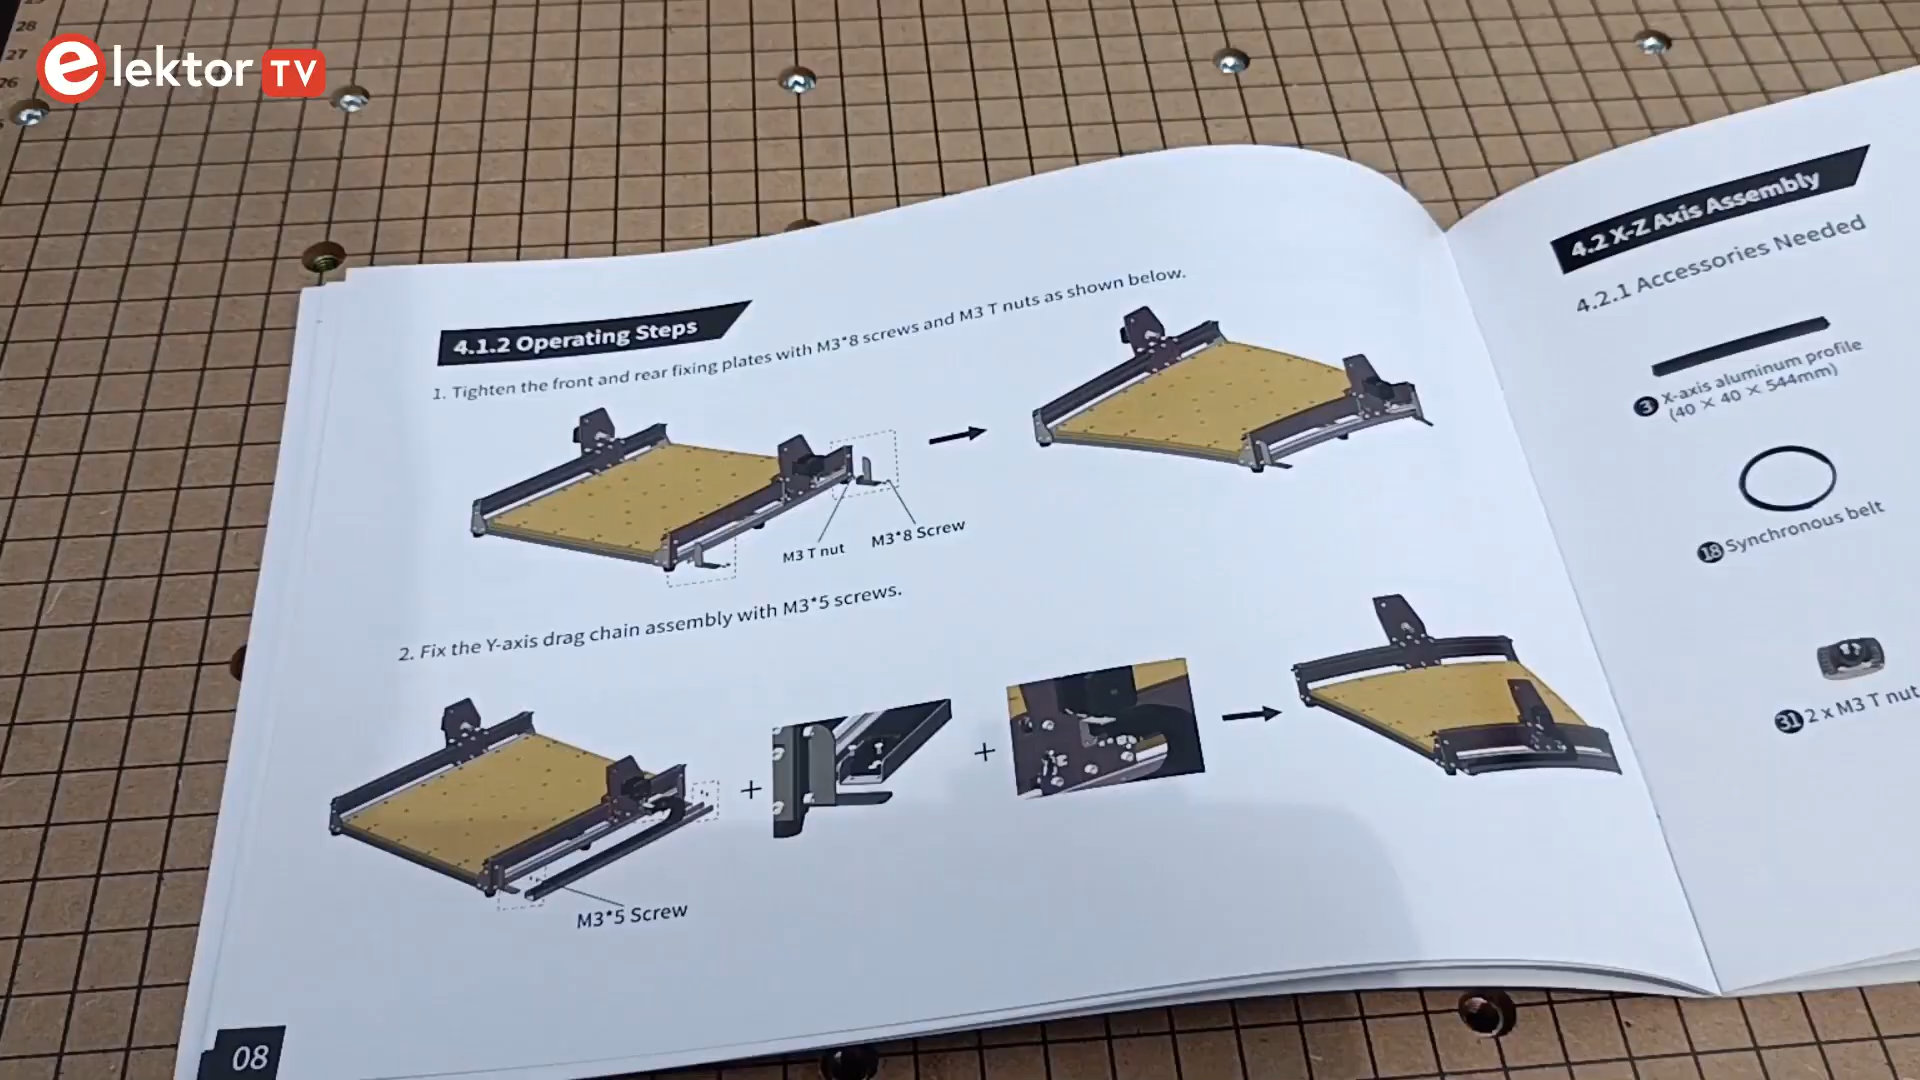 28
27
26
elektor TV
4.1.2 Operating Steps
1. Tighten the front and rear fixing plates with M3*8 screws and M3 T nuts as shown below.
M3 T nut
M3*8 Screw
2. Fix the Y-axis drag chain assembly with M3*5 screws.
+
+
M3*5 Screw
08
4.2 X-Z Axis Assembly
4.2.1 Accessories Needed
3 X-axis aluminum profile
(40 × 40 × 544mm)
18 Synchronous belt
31 2 x M3 T nut